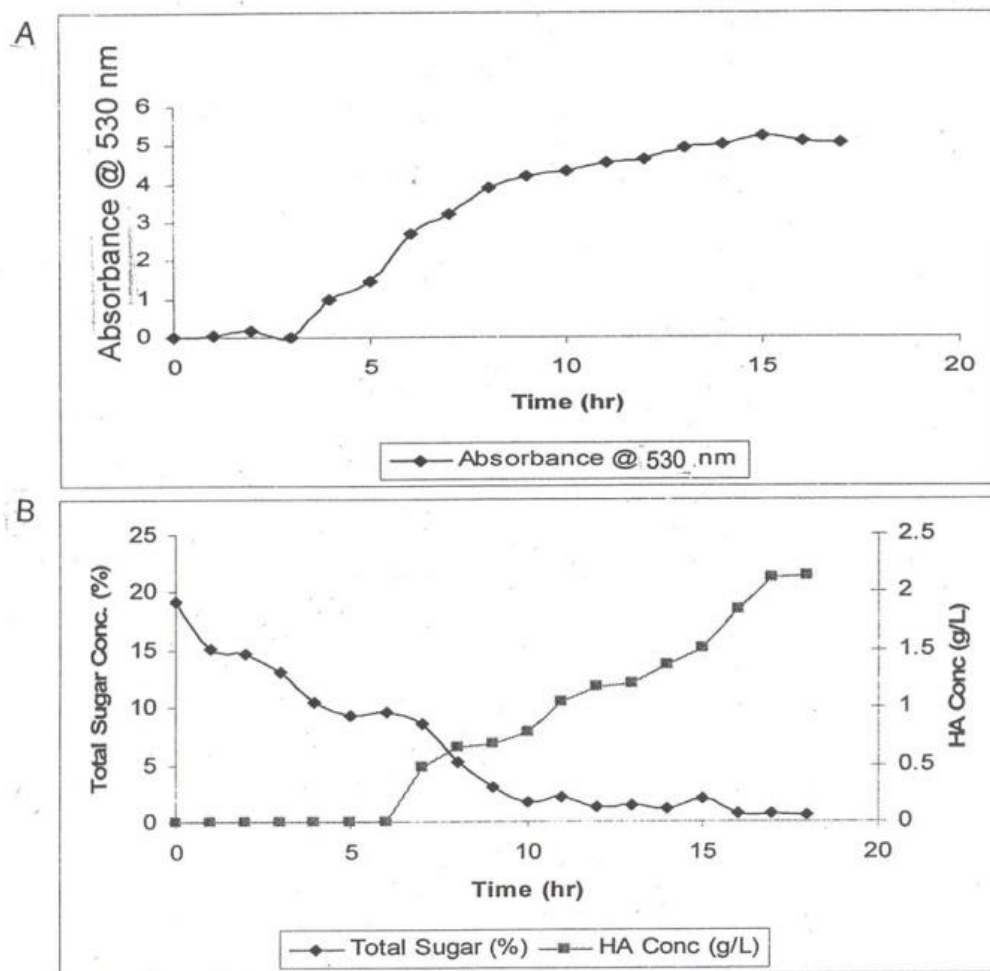 A
Absorbance @ 530 nm
6
5
4
3
2
1
0
0 5 10 15 20
Time (hr)
Absorbance @ 530 nm
B
Total Sugar Conc. (%)
25
20
15
10
5
0
2.5
2
1.5
1
0.5
0
HA Conc (g/L)
0 5 10 15 20
Time (hr)
Total Sugar (%) HA Conc (g/L)